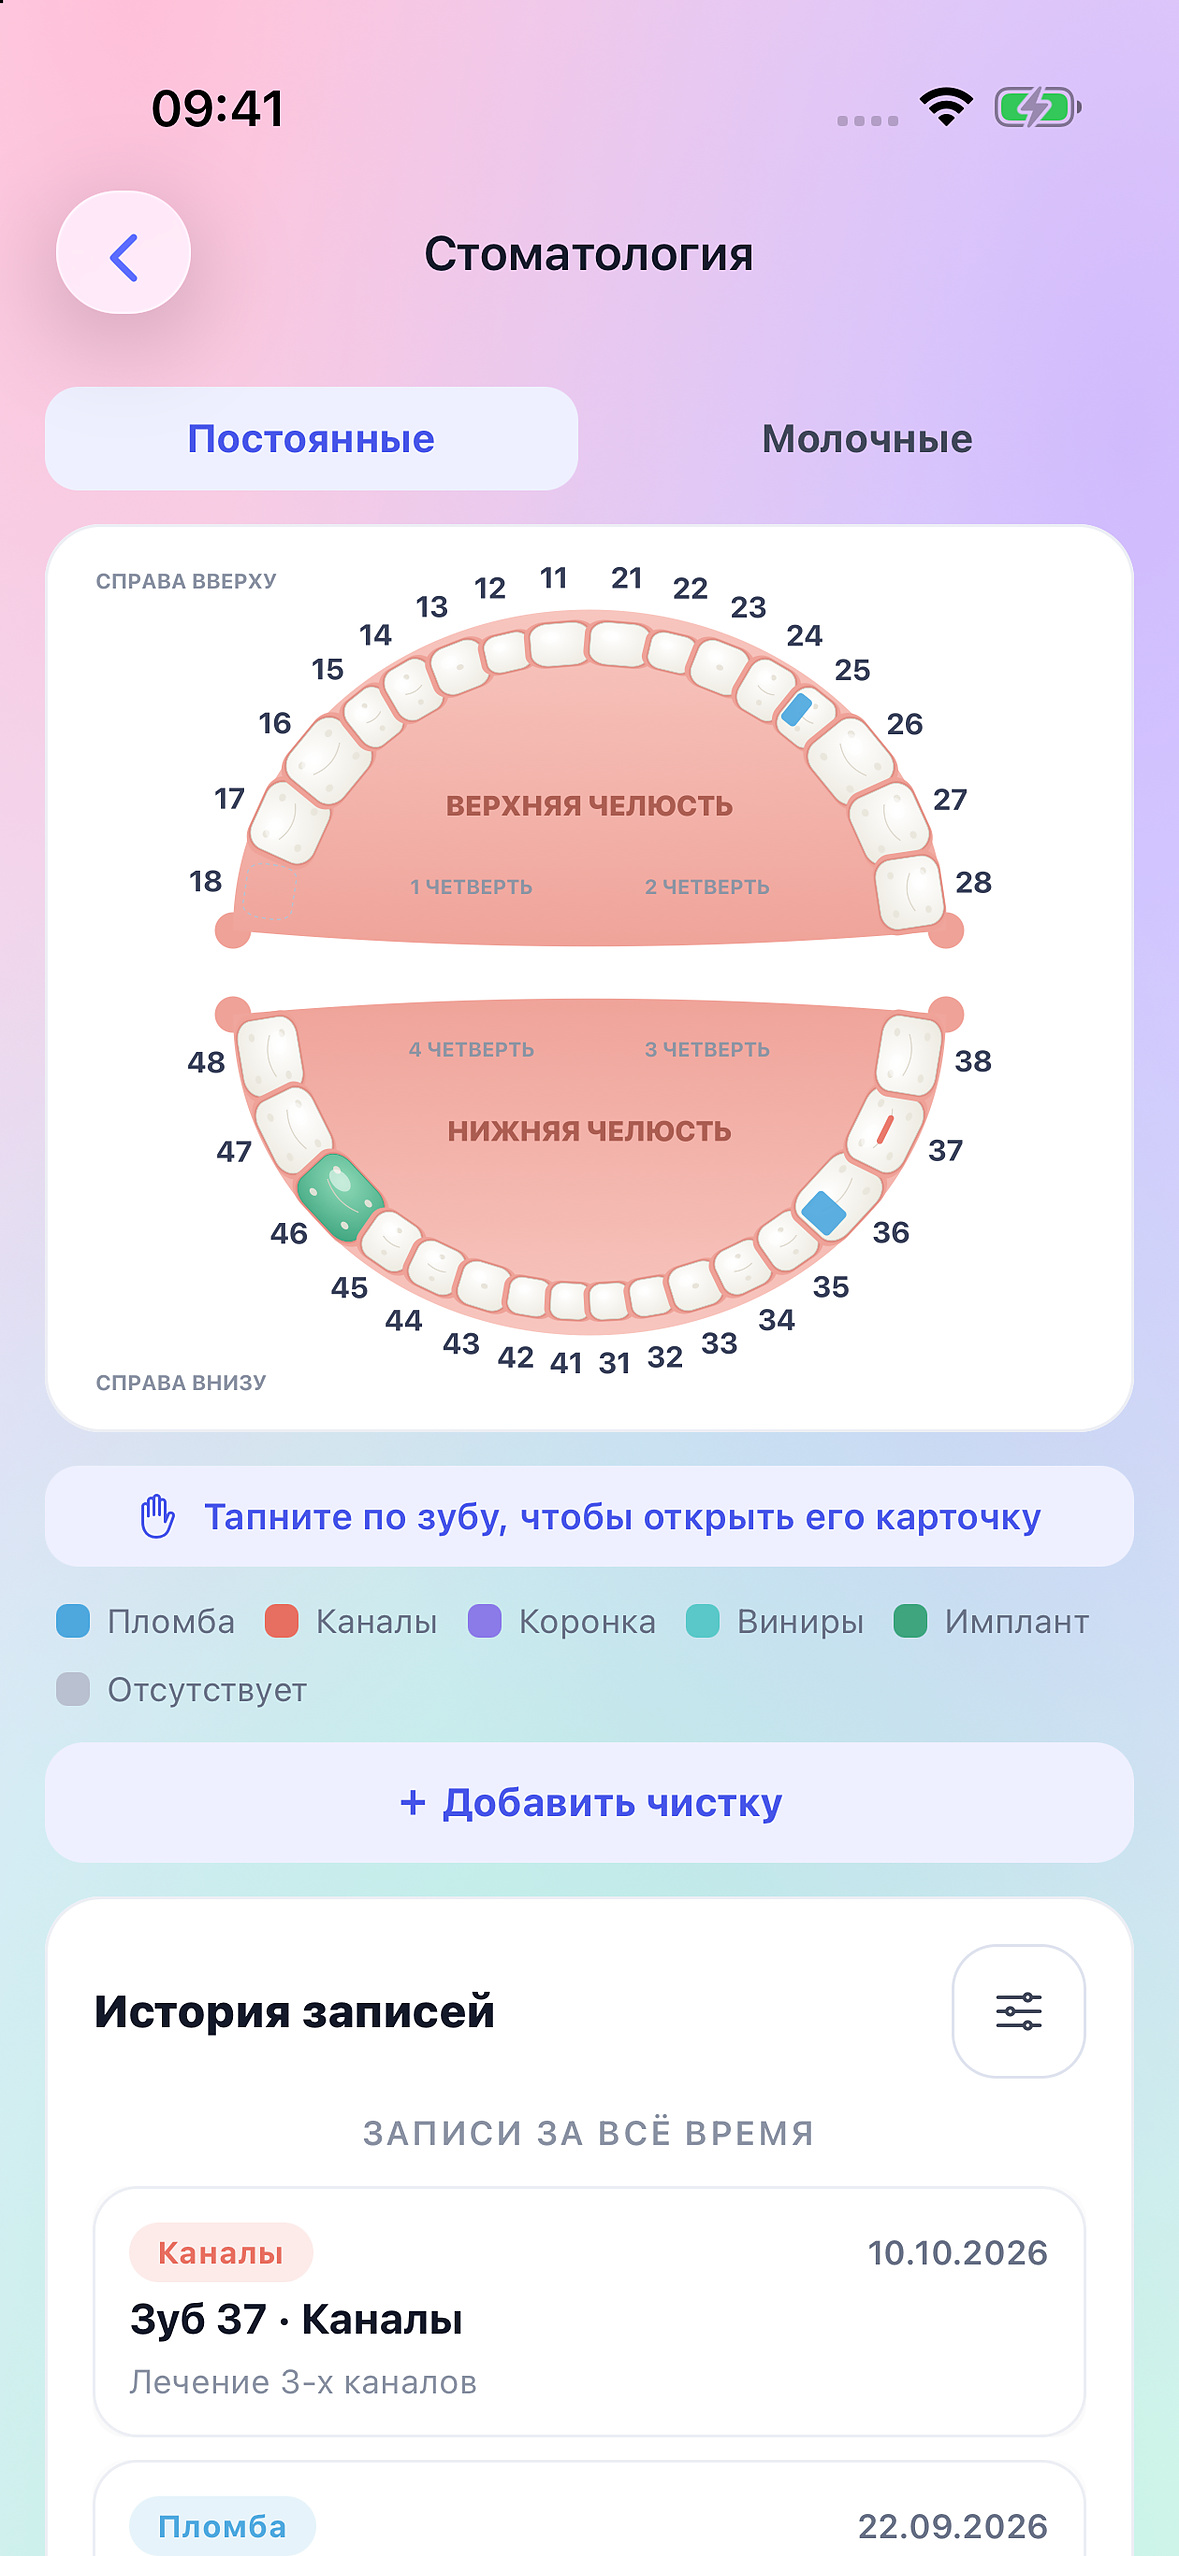 09:41
Стоматология
Постоянные
Молочные
СПРАВА ВВЕРХУ
11
21
12
22
13
23
14
24
15
25
16
26
17
27
18
28
ВЕРХНЯЯ ЧЕЛЮСТЬ
1 ЧЕТВЕРТЬ
2 ЧЕТВЕРТЬ
4 ЧЕТВЕРТЬ
3 ЧЕТВЕРТЬ
НИЖНЯЯ ЧЕЛЮСТЬ
48
38
47
37
46
36
45
35
44
34
43
33
42
41
31
32
СПРАВА ВНИЗУ
Тапните по зубу, чтобы открыть его карточку
Пломба
Каналы
Коронка
Виниры
Имплант
Отсутствует
+ Добавить чистку
История записей
ЗАПИСИ ЗА ВСЁ ВРЕМЯ
Каналы
10.10.2026
Зуб 37 · Каналы
Лечение 3-х каналов
Пломба
22.09.2026